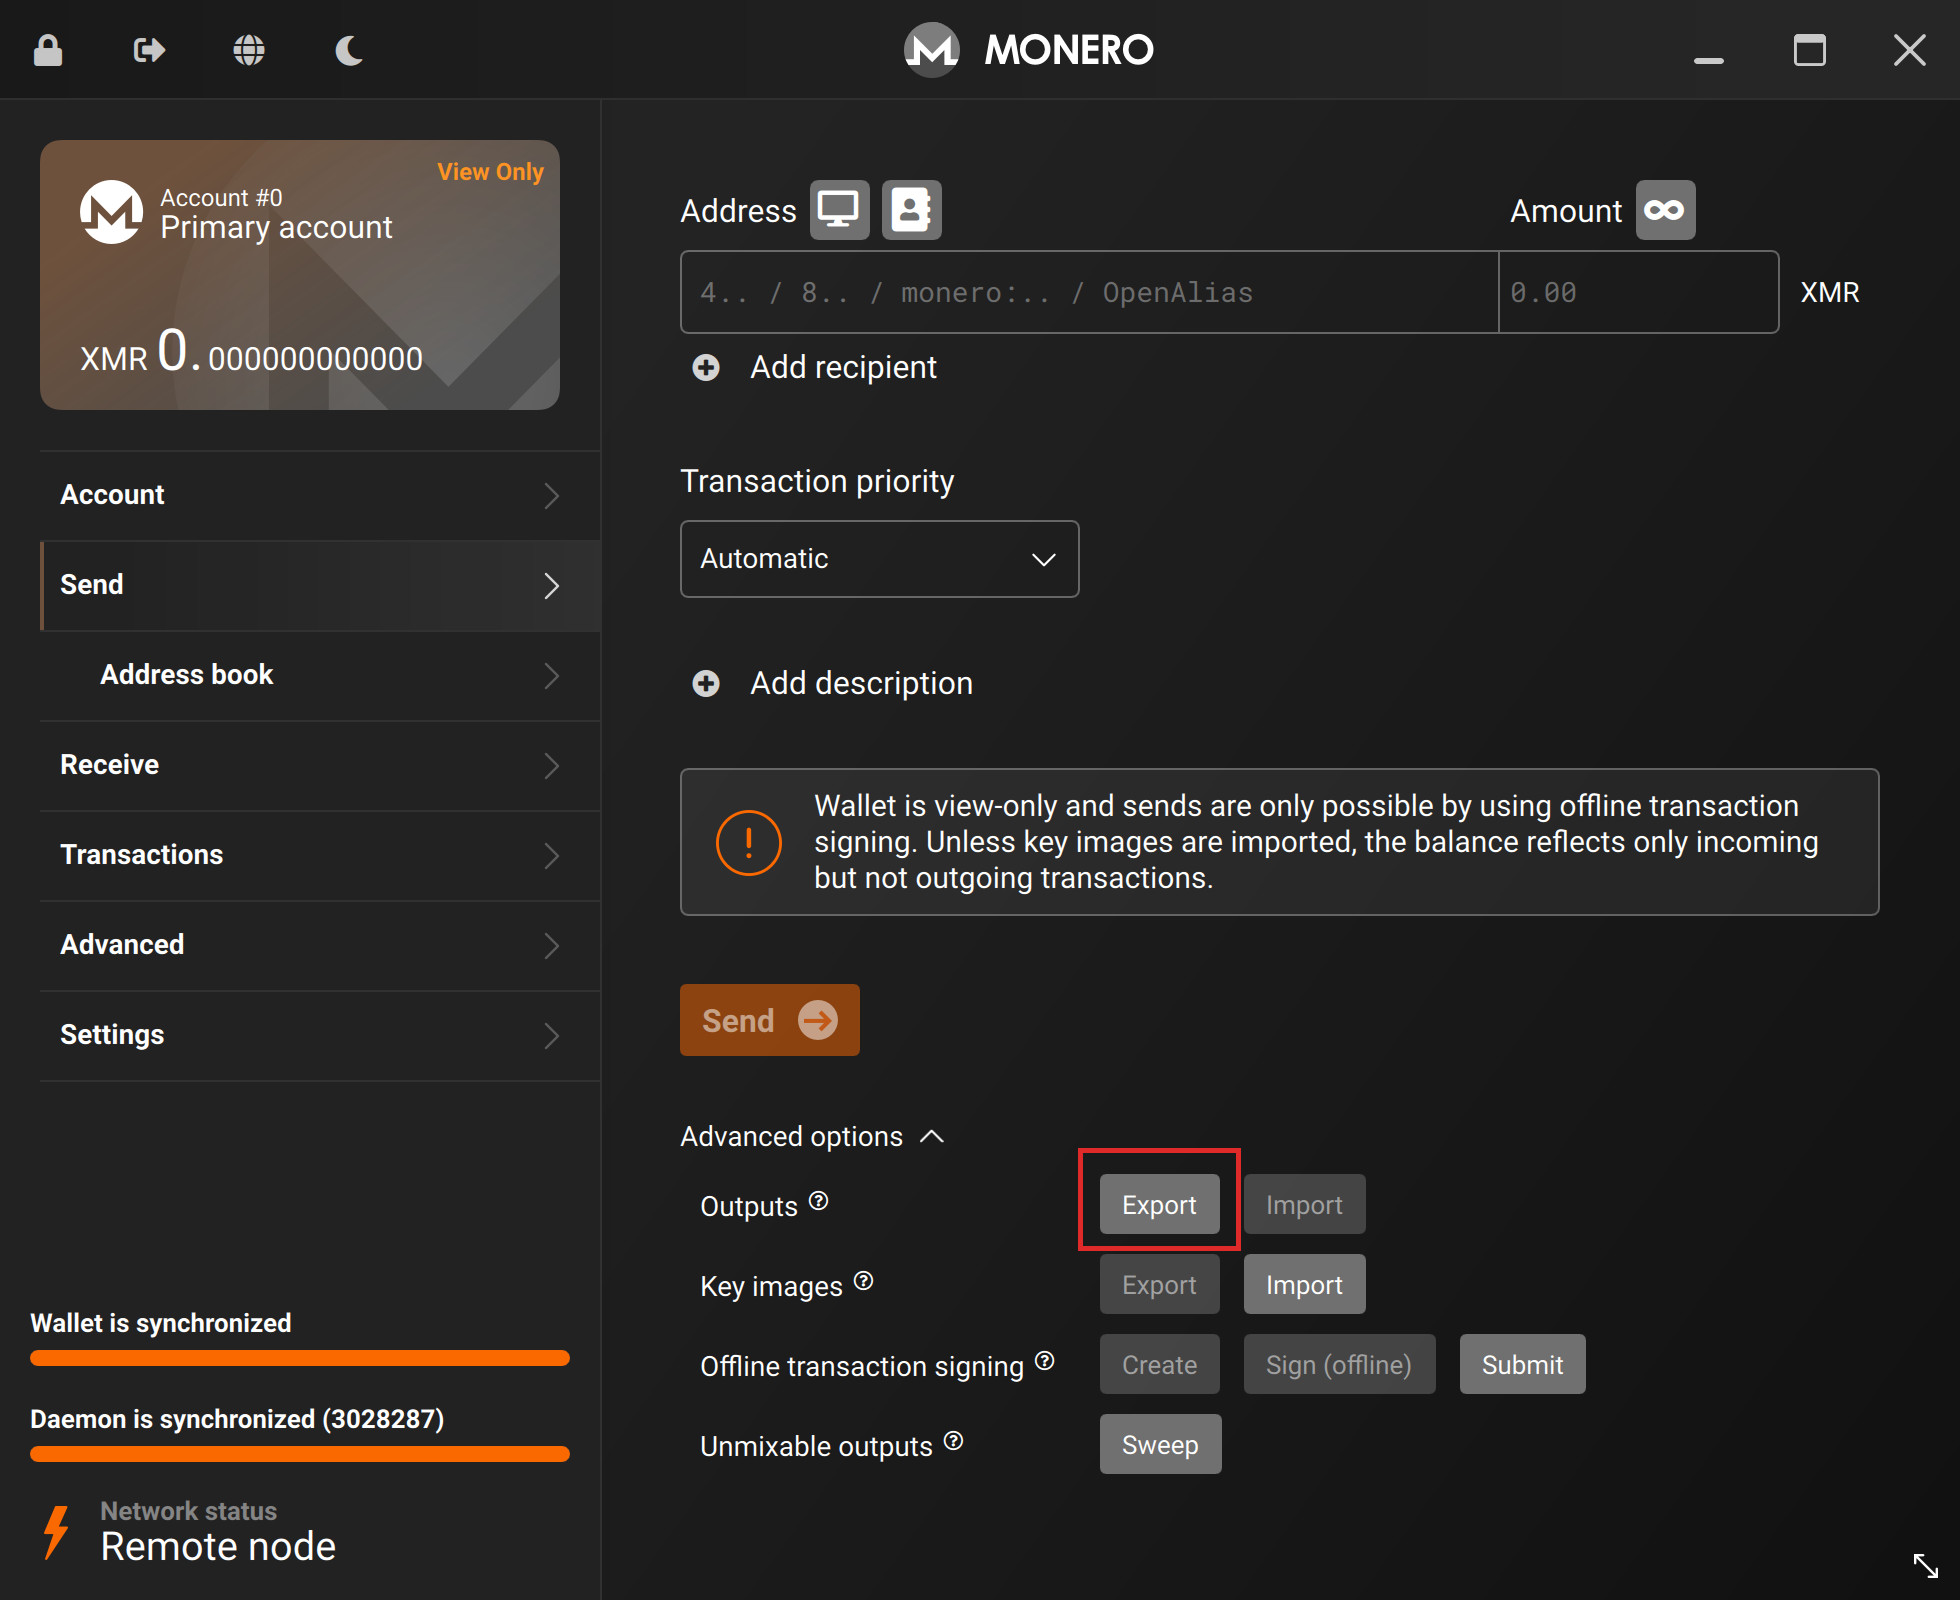 MONERO
View Only
Account #0
Primary account
XMR 0.000000000000
Account
Send
Address book
Receive
Transactions
Advanced
Settings
Wallet is synchronized
Daemon is synchronized (3028287)
Network status
Remote node
Address
Amount
4.. / 8.. / monero:.. / OpenAlias
0.00
XMR
Add recipient
Transaction priority
Automatic
Add description
Wallet is view-only and sends are only possible by using offline transaction
signing. Unless key images are imported, the balance reflects only incoming
but not outgoing transactions.
Send
Advanced options
Outputs ? Export Import
Key images ? Export Import
Offline transaction signing ? Create Sign (offline) Submit
Unmixable outputs ? Sweep